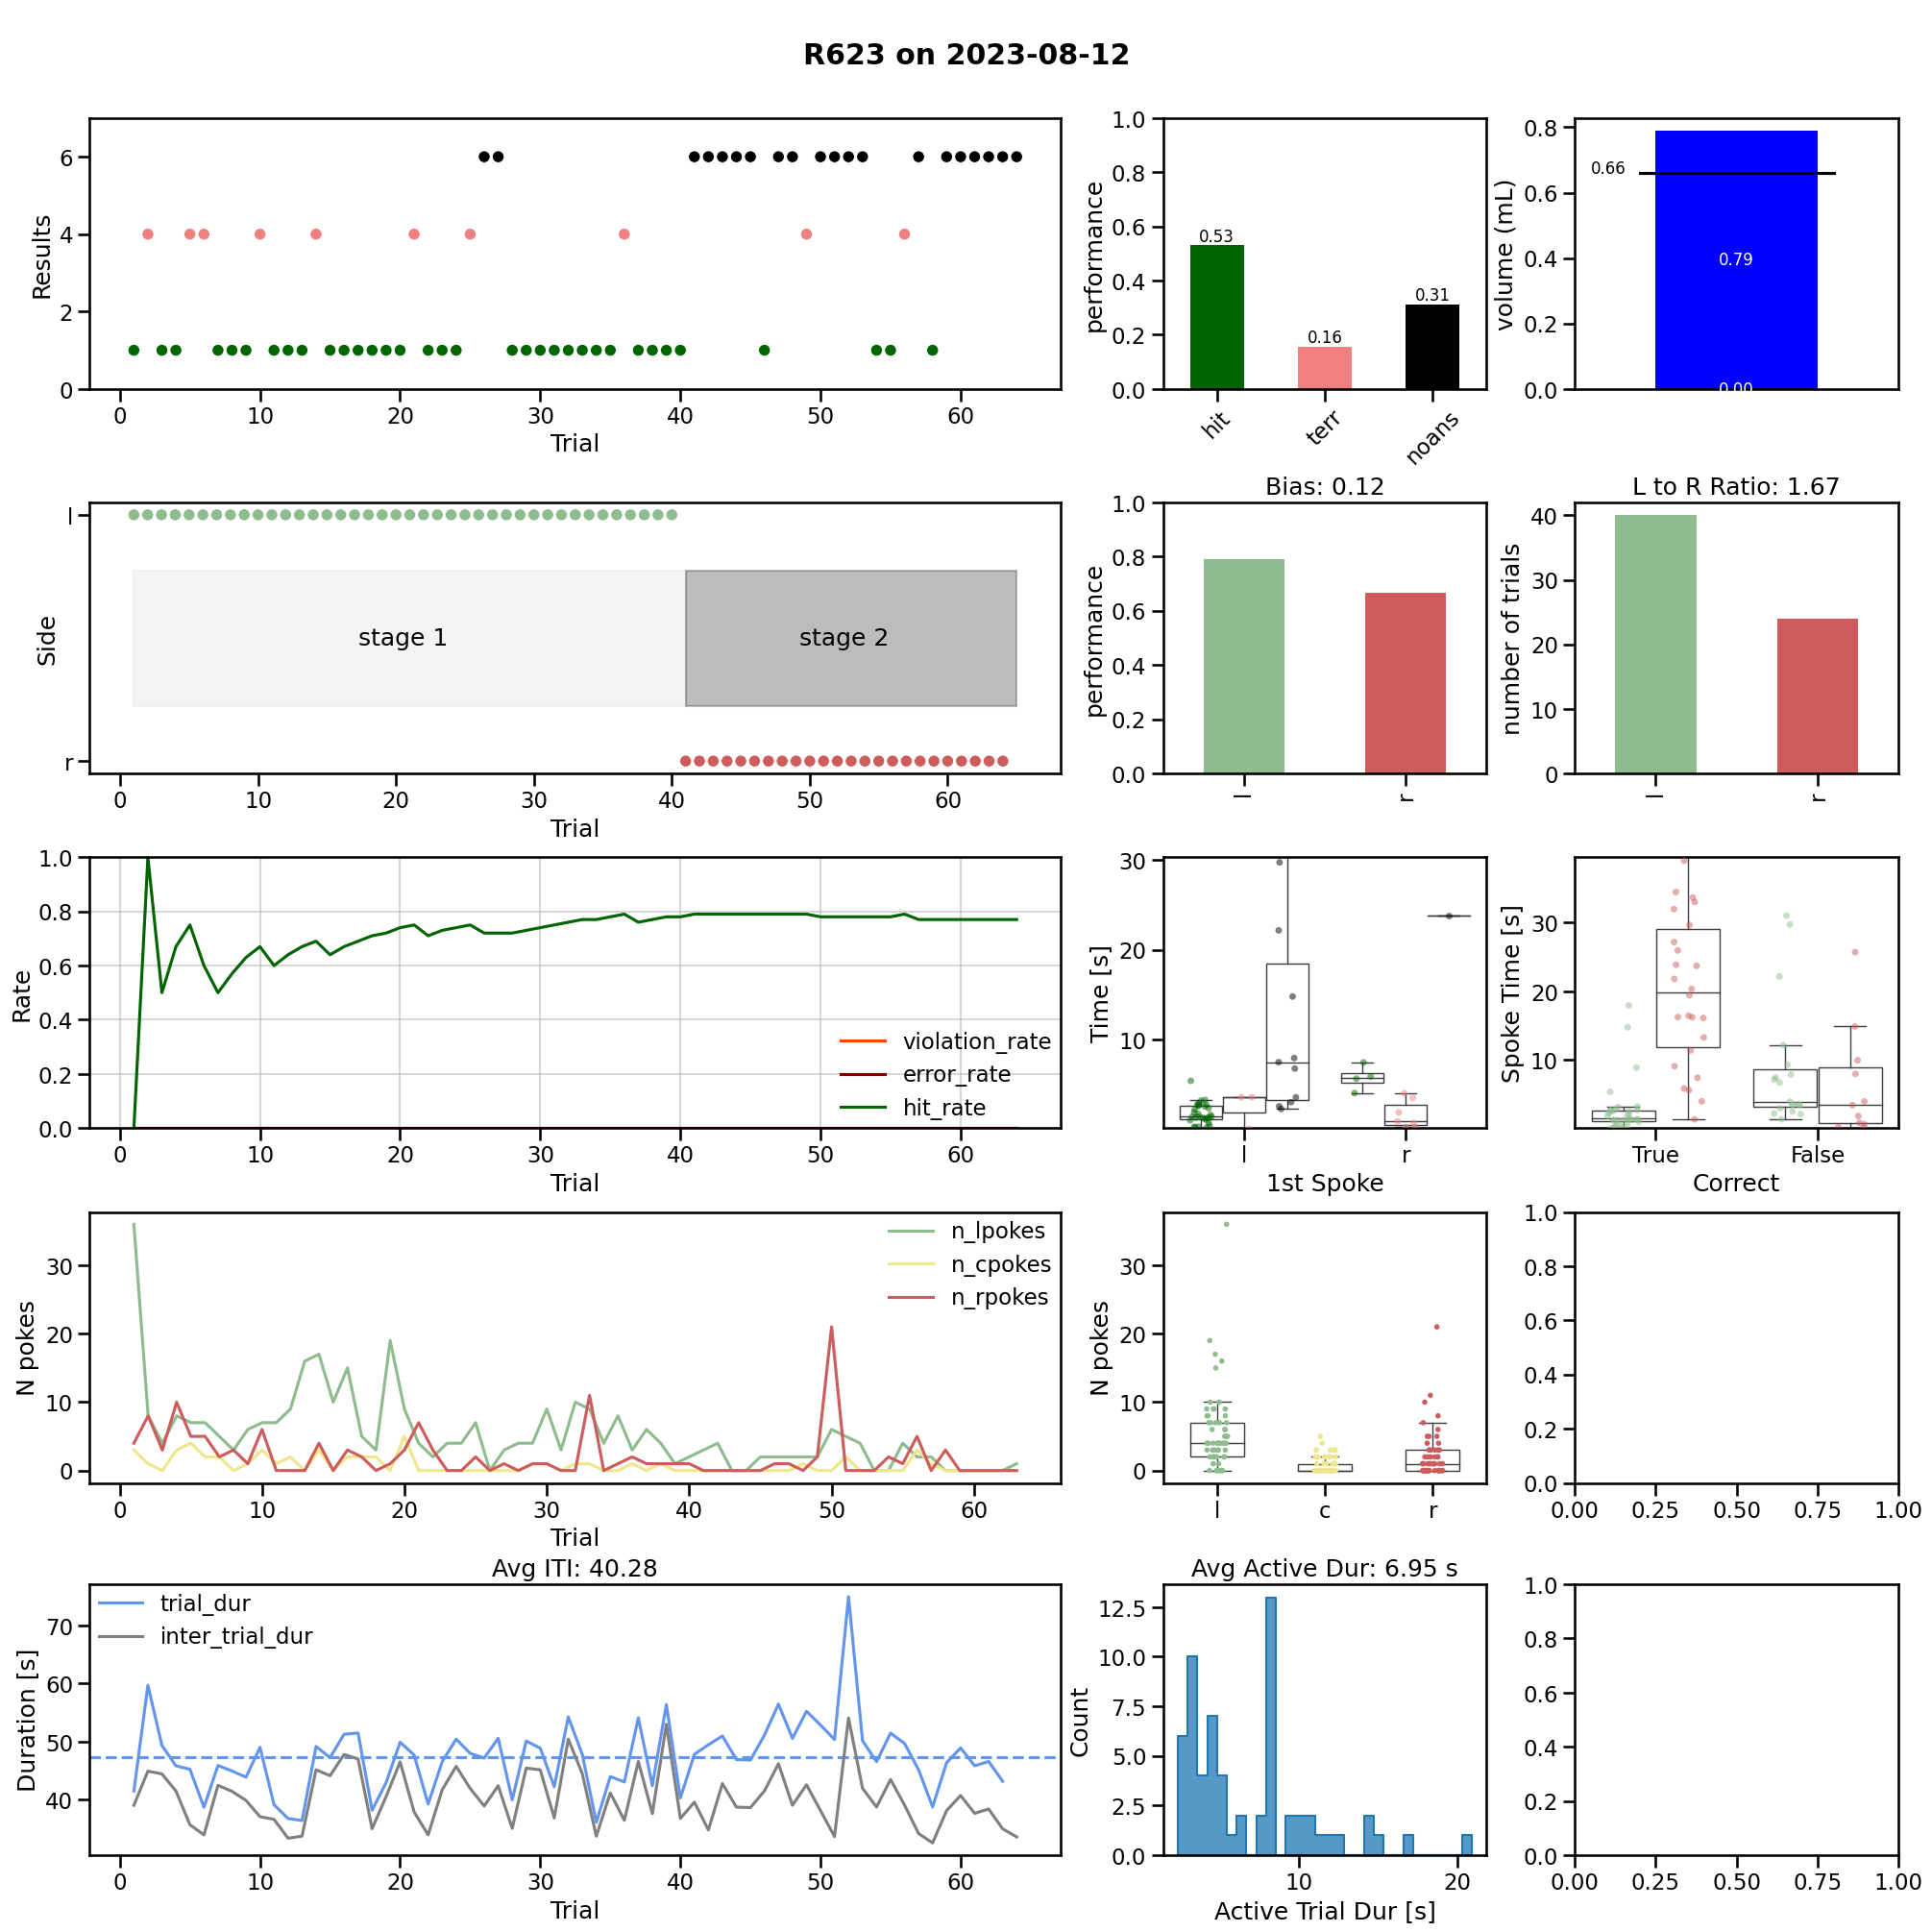 R623 on 2023-08-12
Results
6
4
2
0
0 10 20 30 40 50 60
Trial
performance
1.0
0.8
0.6
0.4
0.2
0.0
0.53
0.16
0.31
hit terr noans
volume (mL)
0.8
0.6
0.4
0.2
0.0
0.66
0.79
0.00
Side
l
r
stage 1
stage 2
0 10 20 30 40 50 60
Trial
Bias: 0.12
performance
1.0
0.8
0.6
0.4
0.2
0.0
l r
L to R Ratio: 1.67
number of trials
40
30
20
10
0
l r
Rate
1.0
0.8
0.6
0.4
0.2
0.0
violation_rate
error_rate
hit_rate
0 10 20 30 40 50 60
Trial
Time [s]
30
20
10
l r
1st Spoke
Spoke Time [s]
30
20
10
True False
Correct
N pokes
30
20
10
0
n_lpokes
n_cpokes
n_rpokes
0 10 20 30 40 50 60
Trial
N pokes
30
20
10
0
l c r
1.0
0.8
0.6
0.4
0.2
0.0
0.00 0.25 0.50 0.75 1.00
Avg ITI: 40.28
Duration [s]
70
60
50
40
trial_dur
inter_trial_dur
0 10 20 30 40 50 60
Trial
Avg Active Dur: 6.95 s
Count
12.5
10.0
7.5
5.0
2.5
0.0
10 20
Active Trial Dur [s]
1.0
0.8
0.6
0.4
0.2
0.0
0.00 0.25 0.50 0.75 1.00